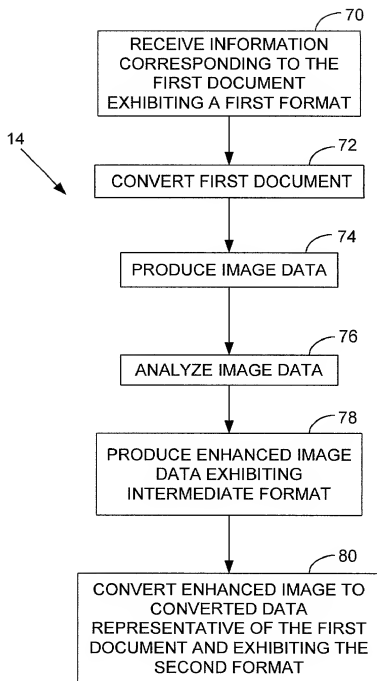 70
RECEIVE INFORMATION
CORRESPONDING TO THE
FIRST DOCUMENT
EXHIBITING A FIRST FORMAT
14
72
CONVERT FIRST DOCUMENT
74
PRODUCE IMAGE DATA
76
ANALYZE IMAGE DATA
78
PRODUCE ENHANCED IMAGE
DATA EXHIBITING
INTERMEDIATE FORMAT
80
CONVERT ENHANCED IMAGE TO
CONVERTED DATA
REPRESENTATIVE OF THE FIRST
DOCUMENT AND EXHIBITING THE
SECOND FORMAT